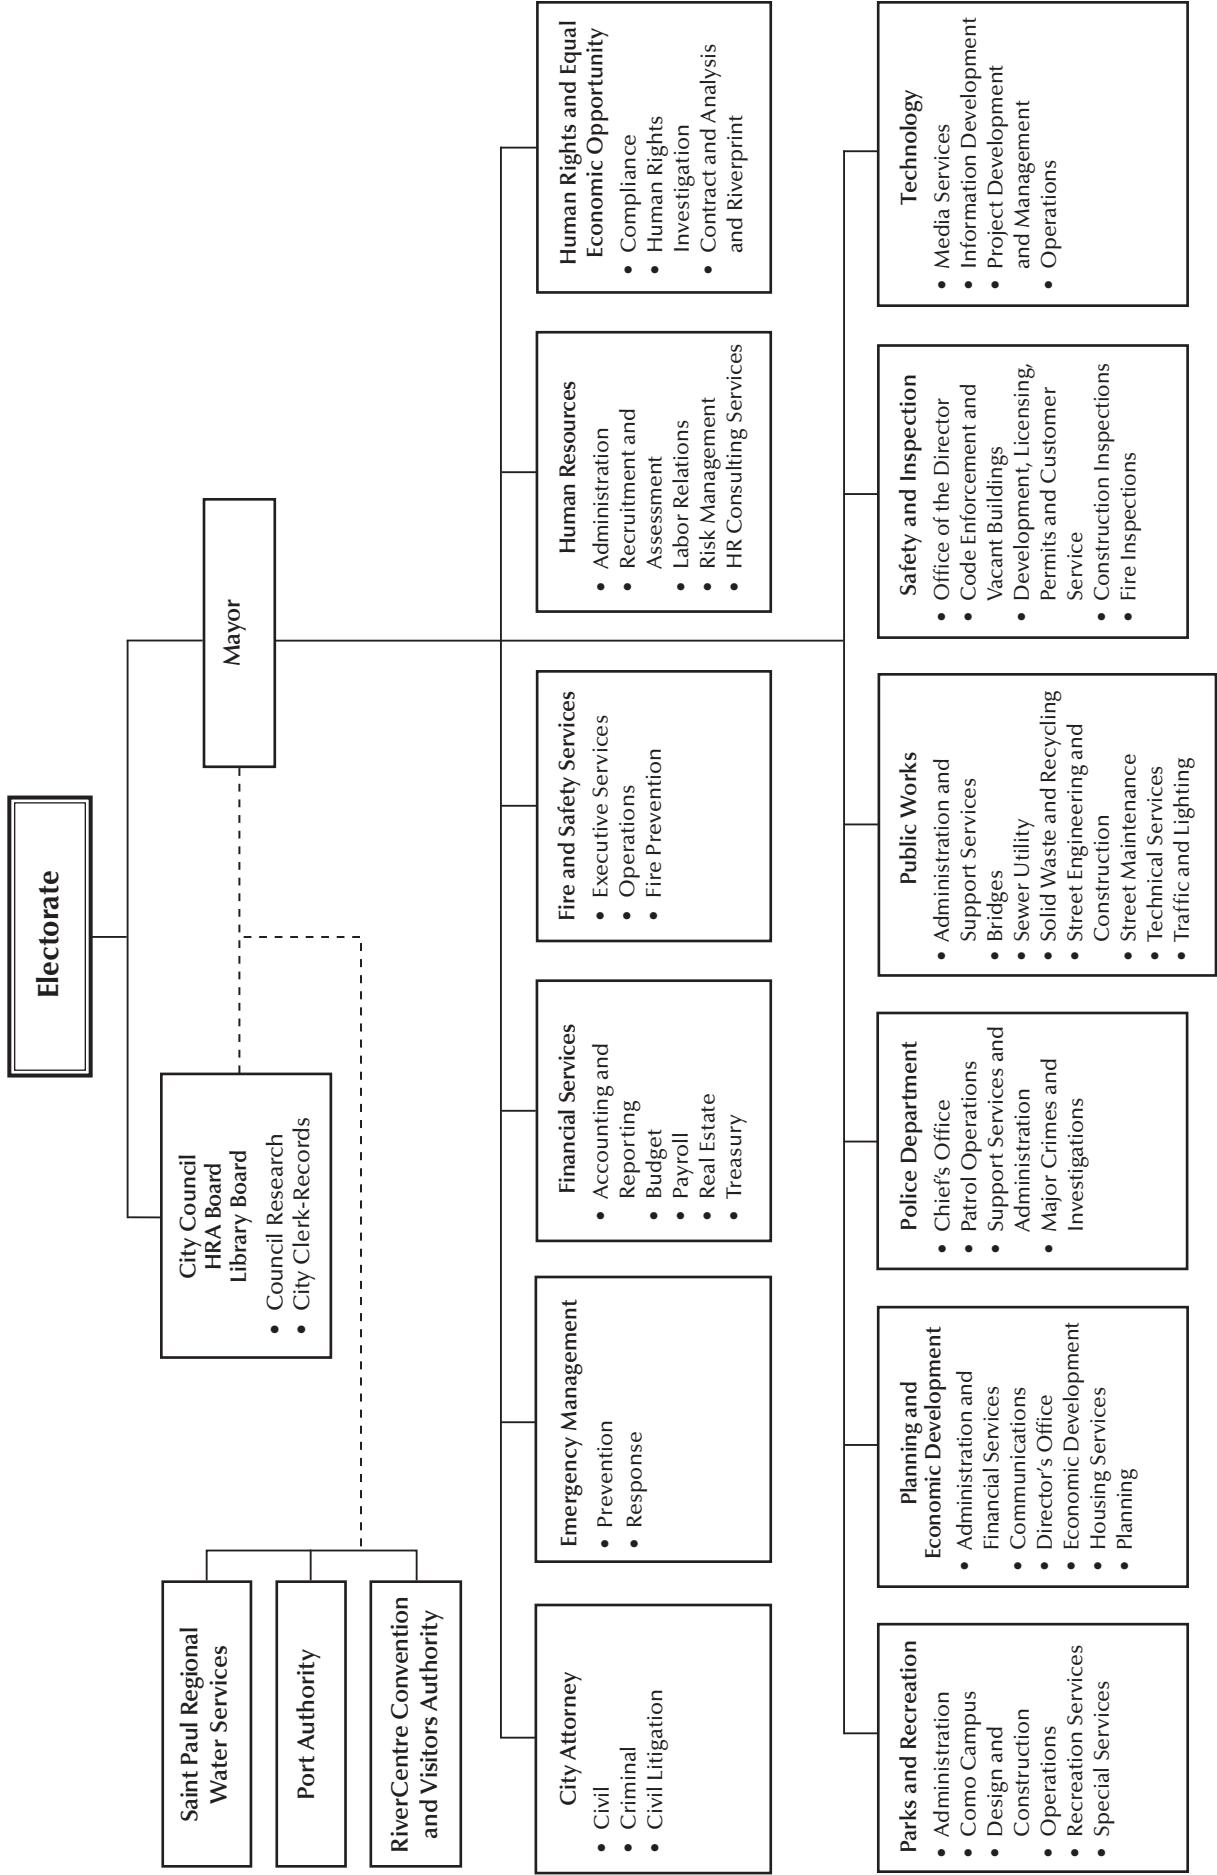 Electorate
City Council
HRA Board
Library Board
• Council Research
• City Clerk-Records
Mayor
Saint Paul Regional
Water Services
Port Authority
RiverCentre Convention
and Visitors Authority
City Attorney
• Civil
• Criminal
• Civil Litigation
Emergency Management
• Prevention
• Response
Financial Services
• Accounting and
Reporting
• Budget
• Payroll
• Real Estate
• Treasury
Fire and Safety Services
• Executive Services
• Operations
• Fire Prevention
Human Resources
• Administration
• Recruitment and
Assessment
• Labor Relations
• Risk Management
• HR Consulting Services
Human Rights and Equal
Economic Opportunity
• Compliance
• Human Rights
Investigation
• Contract and Analysis
and Riverprint
Parks and Recreation
• Administration
• Como Campus
• Design and
Construction
• Operations
• Recreation Services
• Special Services
Planning and
Economic Development
• Administration and
Financial Services
• Communications
• Director's Office
• Economic Development
• Housing Services
• Planning
Police Department
• Chief's Office
• Patrol Operations
• Support Services and
Administration
• Major Crimes and
Investigations
Public Works
• Administration and
Support Services
• Bridges
• Sewer Utility
• Solid Waste and Recycling
• Street Engineering and
Construction
• Street Maintenance
• Technical Services
• Traffic and Lighting
Safety and Inspection
• Office of the Director
• Code Enforcement and
Vacant Buildings
• Development, Licensing,
Permits and Customer
Service
• Construction Inspections
• Fire Inspections
Technology
• Media Services
• Information Development
• Project Development
and Management
• Operations